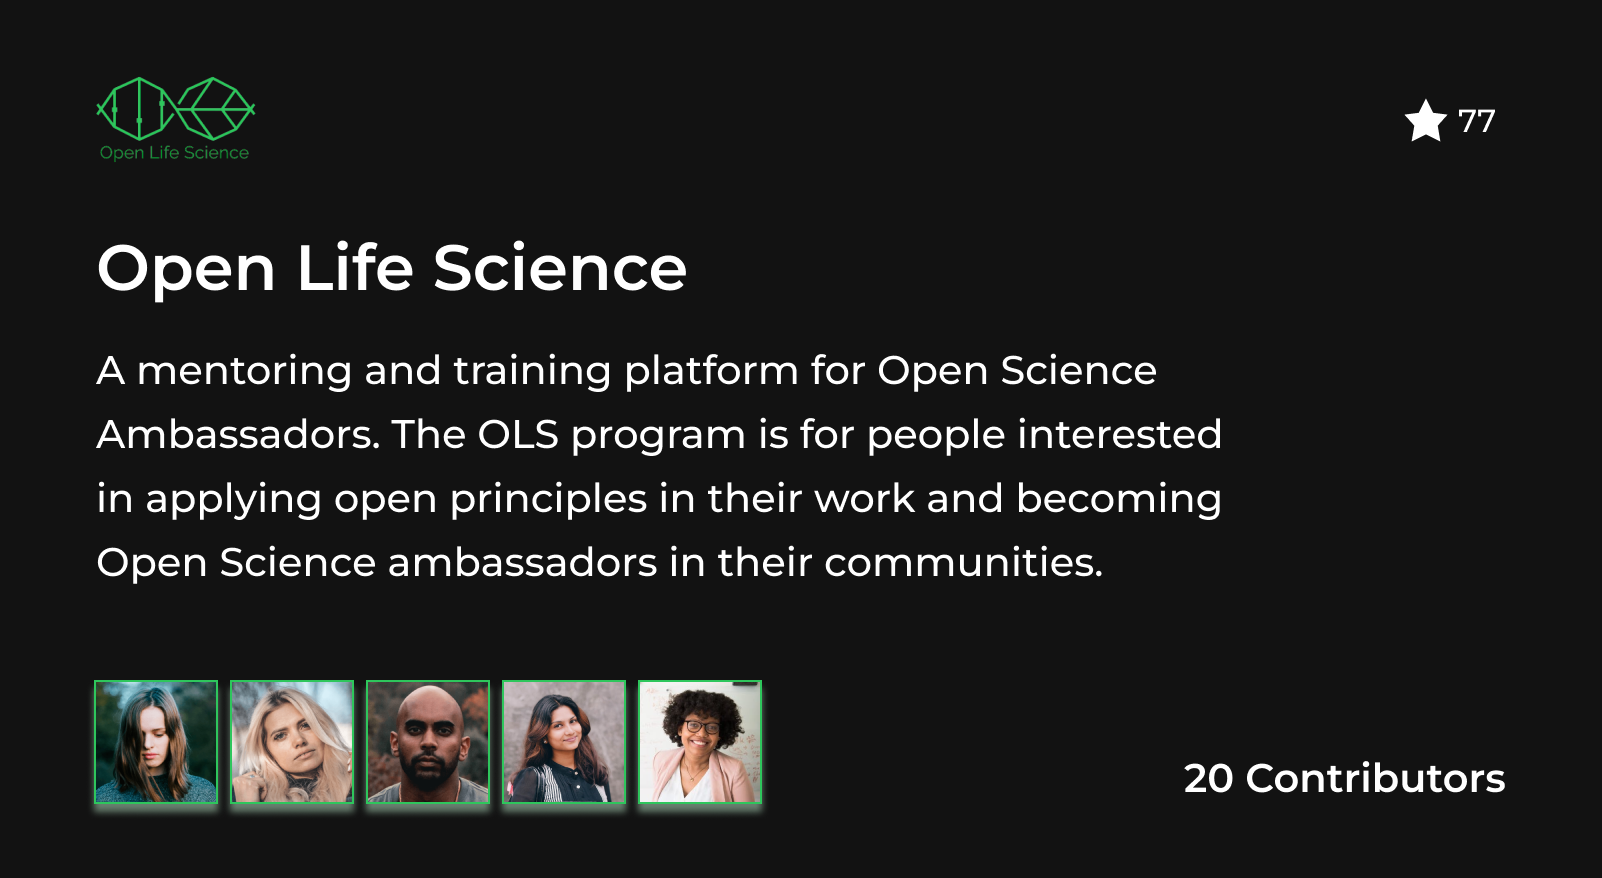 Open Life Science
77
Open Life Science
A mentoring and training platform for Open Science
Ambassadors. The OLS program is for people interested
in applying open principles in their work and becoming
Open Science ambassadors in their communities.
20 Contributors